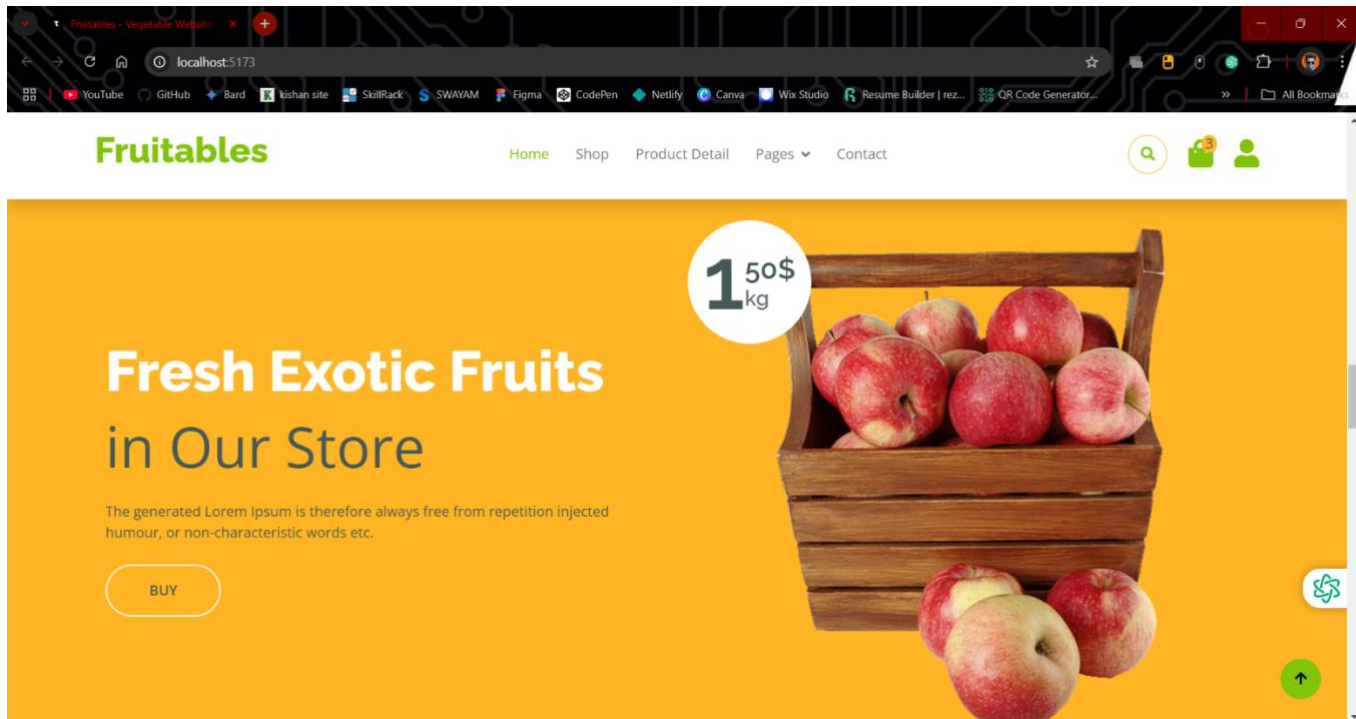 Fruitables - Vegetable Website
localhost:5173
YouTube GitHub Bard kishan site SkillRack SWAYAM Figma CodePen Netlify Canva Wix Studio Resume Builder | rez... QR Code Generator... » All Bookmarks
Fruitables Home Shop Product Detail Pages Contact 3
1 50$
kg
Fresh Exotic Fruits
in Our Store
The generated Lorem Ipsum is therefore always free from repetition injected
humour, or non-characteristic words etc.
BUY